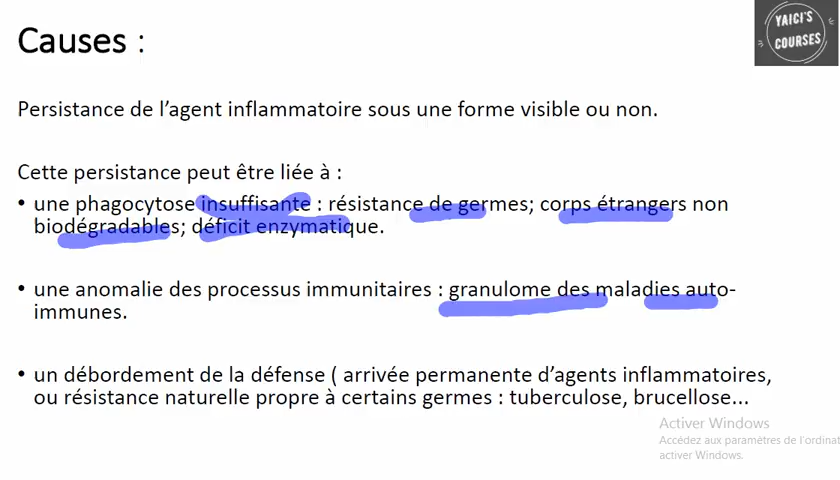 YAICI'S
COURSES
Causes :
Persistance de l'agent inflammatoire sous une forme visible ou non.
Cette persistance peut être liée à :
• une phagocytose insuffisante : résistance de germes; corps étrangers non
biodégradables; déficit enzymatique.
• une anomalie des processus immunitaires : granulome des maladies auto-
immunes.
• un débordement de la défense ( arrivée permanente d'agents inflammatoires,
ou résistance naturelle propre à certains germes : tuberculose, brucellose...
Activer Windows
Accédez aux paramètres de l'ordinat
activer Windows.